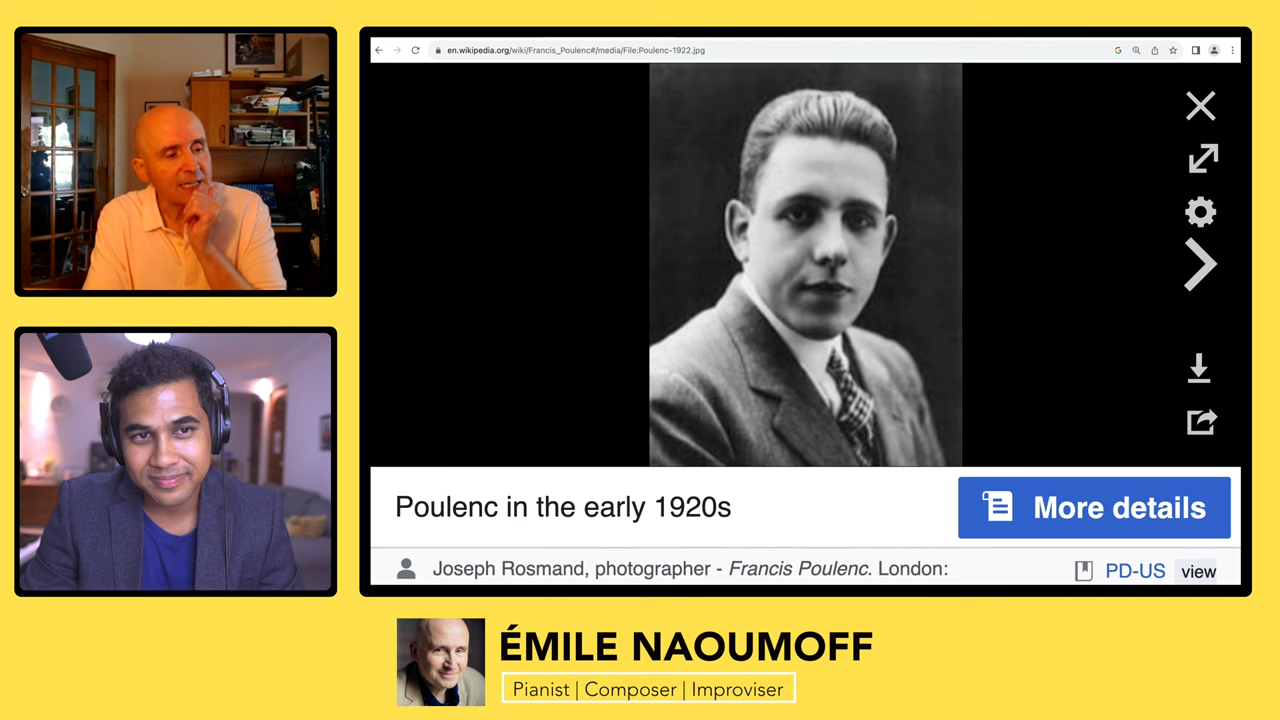 en.wikipedia.org/wiki/Francis_Poulenc#/media/File:Poulenc-1922.jpg
Poulenc in the early 1920s
More details
Joseph Rosmand, photographer - Francis Poulenc. London:
PD-US
view
ÉMILE NAOUMOFF
Pianist | Composer | Improviser